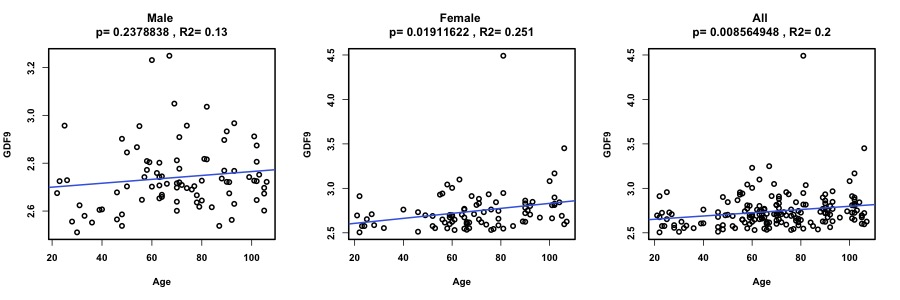 Male
p= 0.2378838 , R2= 0.13
GDF9
3.2
3.0
2.8
2.6
20 40 60 80 100
Age
Female
p= 0.01911622 , R2= 0.251
GDF9
4.5
4.0
3.5
3.0
2.5
20 40 60 80 100
Age
All
p= 0.008564948 , R2= 0.2
GDF9
4.5
4.0
3.5
3.0
2.5
20 40 60 80 100
Age